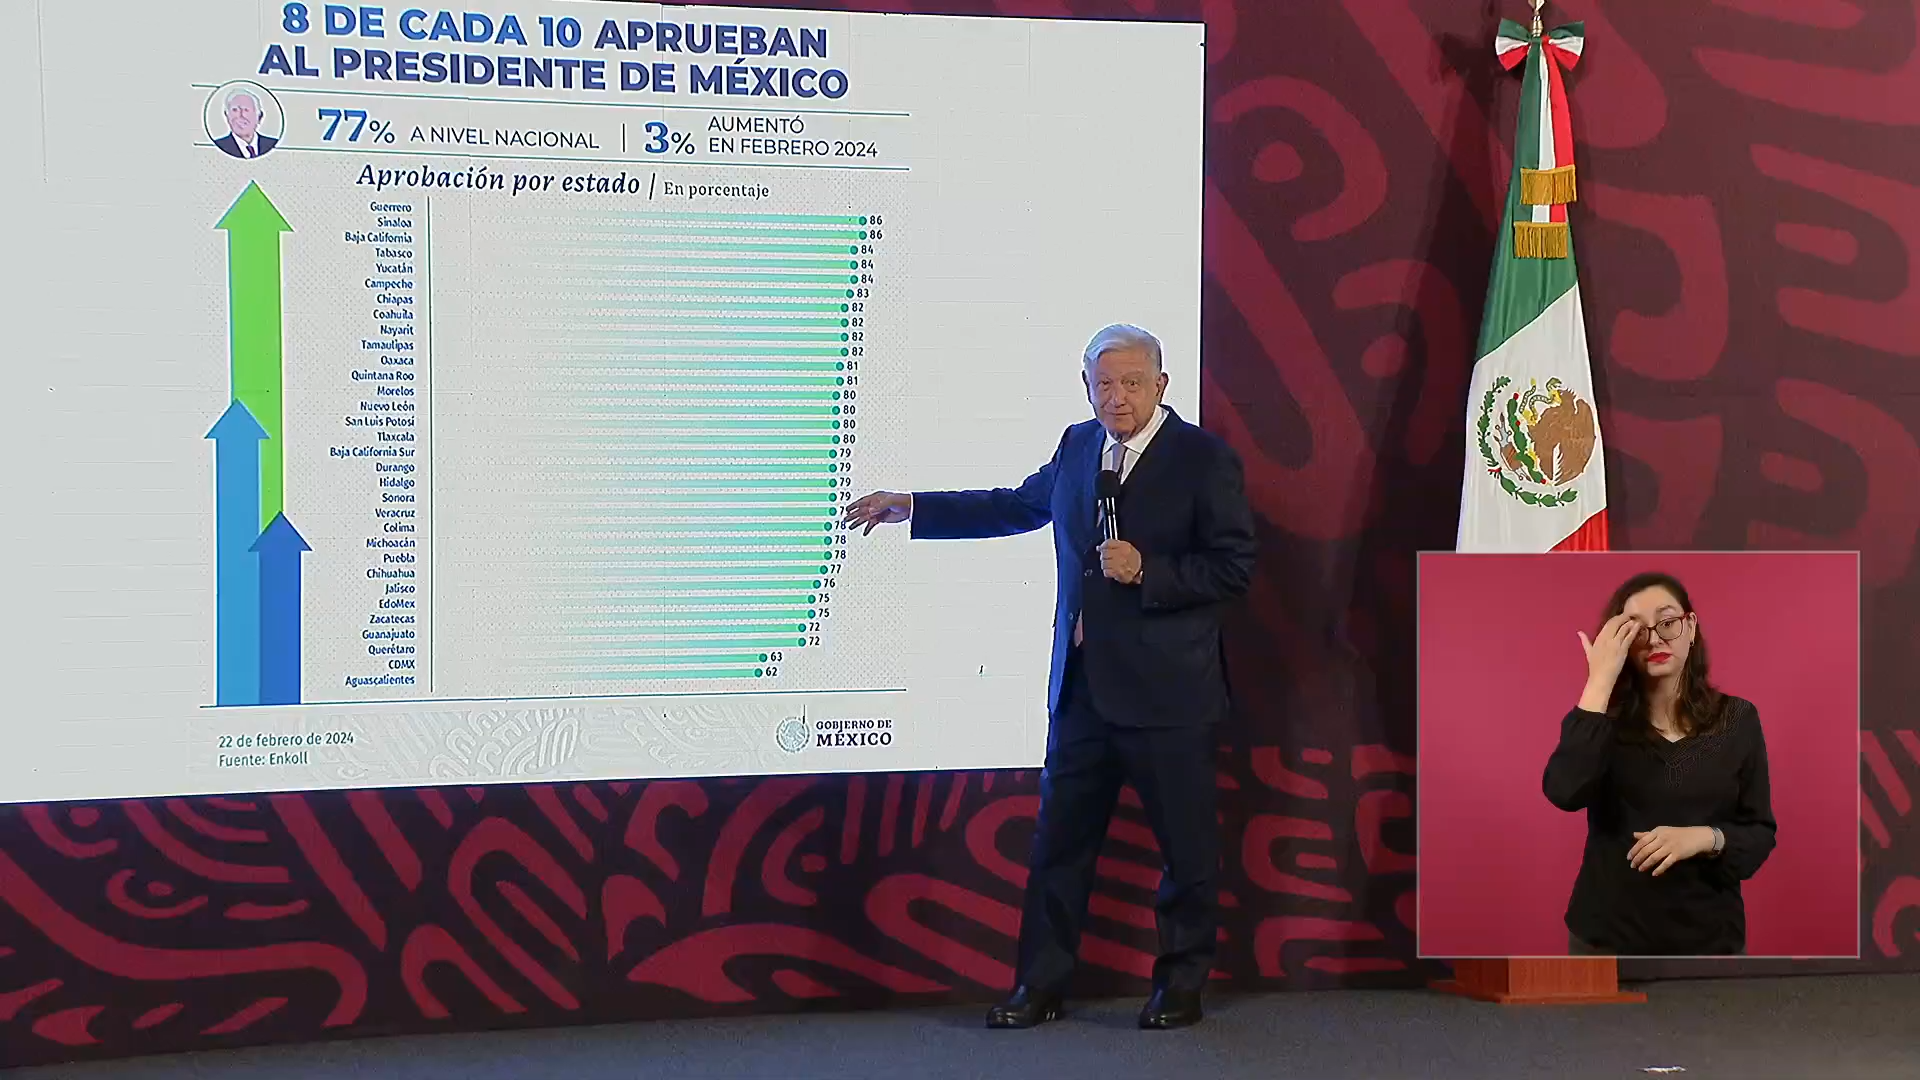 8 DE CADA 10 APRUEBAN
AL PRESIDENTE DE MÉXICO
77% A NIVEL NACIONAL | 3% AUMENTÓ
EN FEBRERO 2024
Aprobación por estado | En porcentaje
Guerrero 86
Sinaloa 86
Baja California 84
Tabasco 84
Yucatán 84
Campeche 83
Chiapas 82
Coahuila 82
Nayarit 82
Tamaulipas 82
Oaxaca 81
Quintana Roo 81
Morelos 80
Nuevo León 80
San Luis Potosí 80
Tlaxcala 80
Baja California Sur 79
Durango 79
Hidalgo 79
Sonora 79
Veracruz 79
Colima 78
Michoacán 78
Puebla 78
Chihuahua 77
Jalisco 76
EdoMex 75
Zacatecas 75
Guanajuato 72
Querétaro 72
CDMX 63
Aguascalientes 62
22 de febrero de 2024
Fuente: Enkoll
GOBIERNO DE
MÉXICO